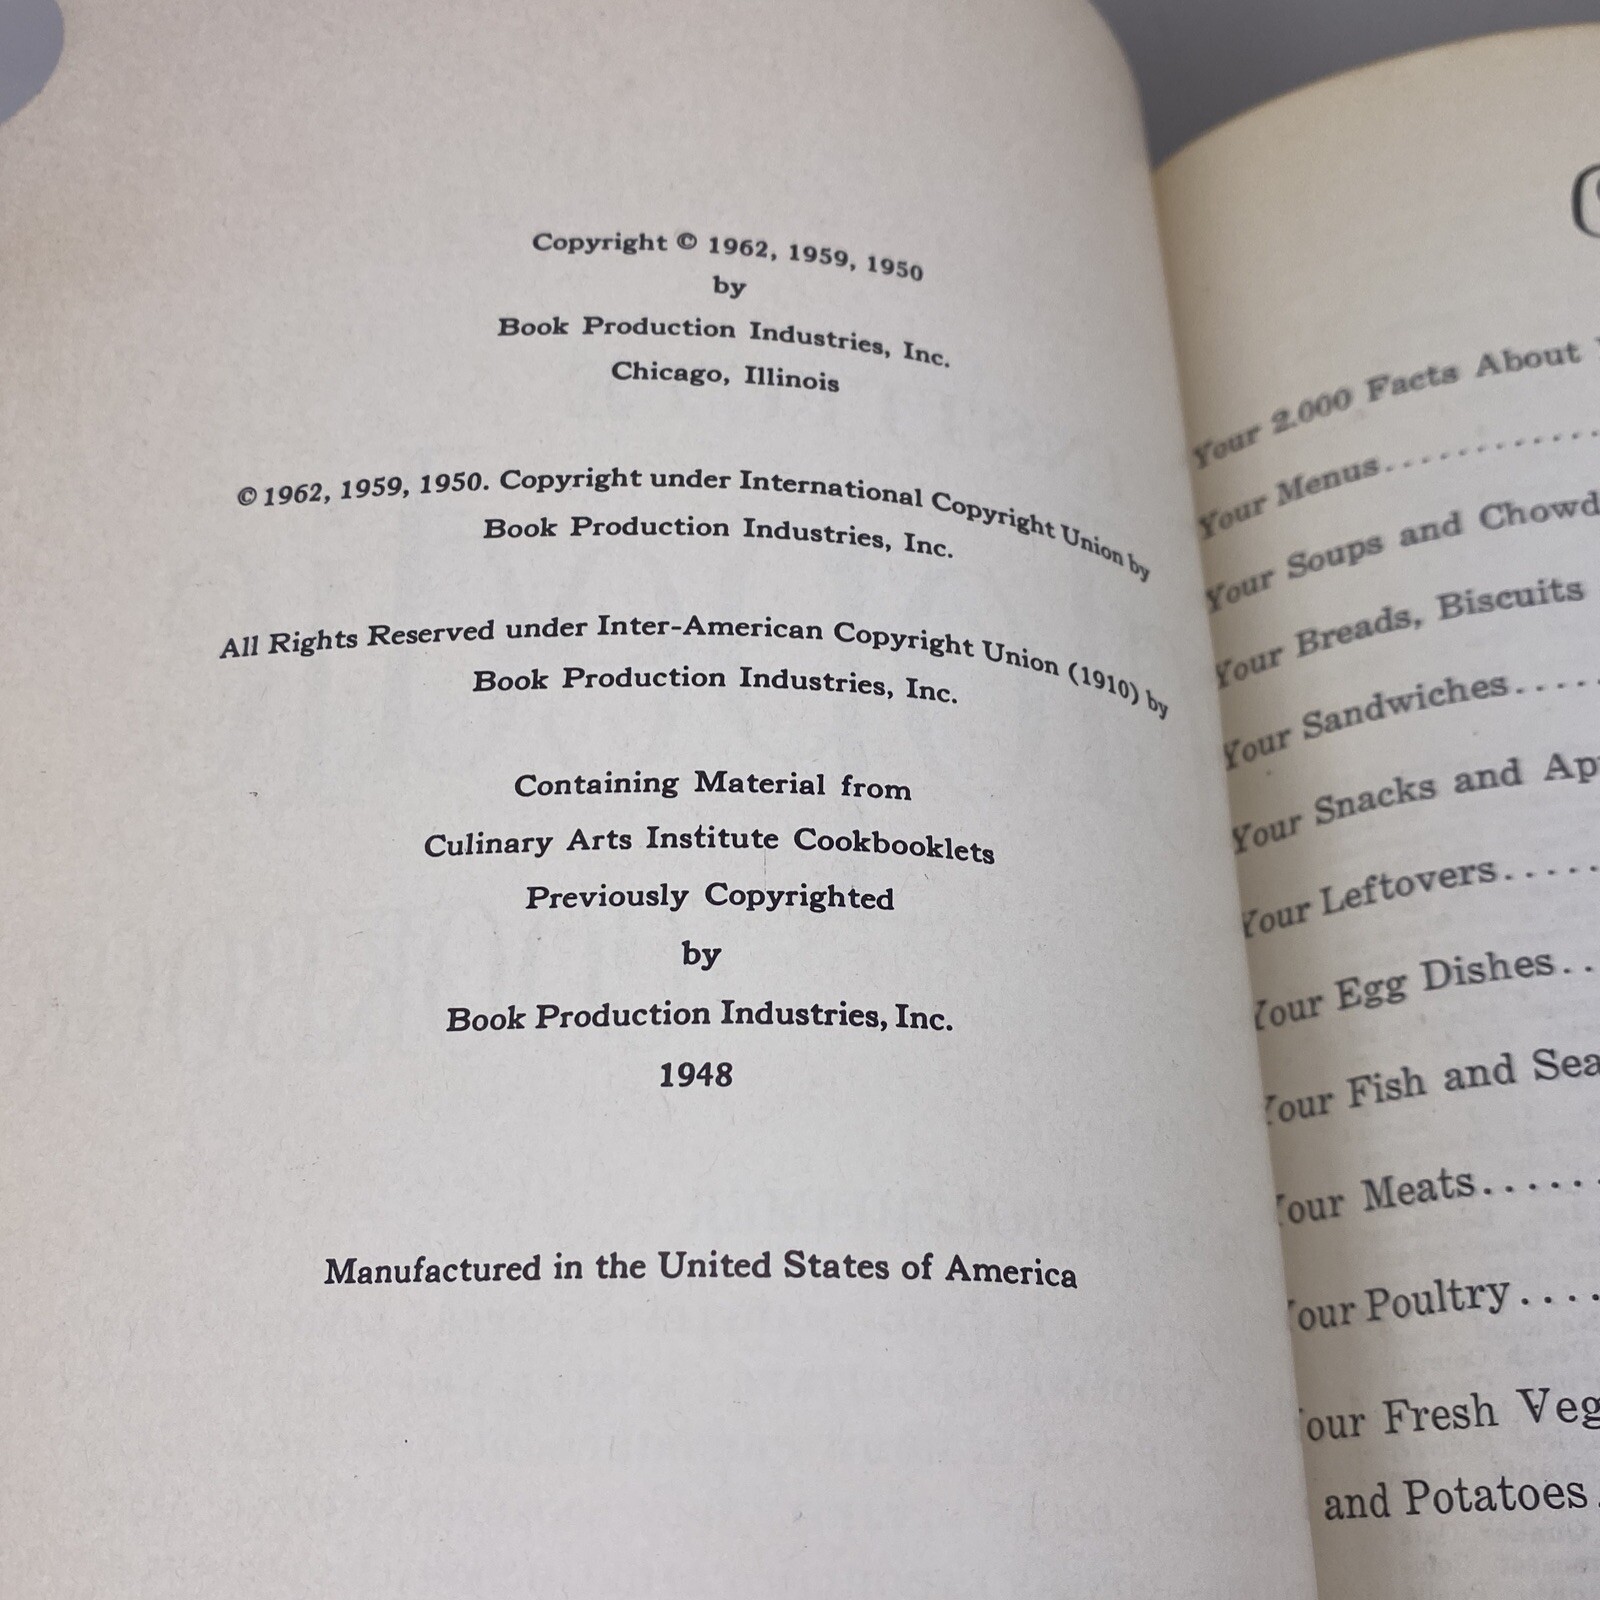 Copyright © 1962, 1959, 1950
by
Book Production Industries, Inc.
Chicago, Illinois
© 1962, 1959, 1950. Copyright under International Copyright Union by
Book Production Industries, Inc.
All Rights Reserved under Inter-American Copyright Union (1910) by
Book Production Industries, Inc.
Containing Material from
Culinary Arts Institute Cookbooklets
Previously Copyrighted
by
Book Production Industries, Inc.
1948
Manufactured in the United States of America
Your 2,000 Facts About
Your Menus............
Your Soups and
Your Breads, Biscuits
Your Sandwiches.....
Your Snacks and
Your Leftovers.....
Your Egg Dishes..
Your Fish and
Your Meats......
Your Poultry....
Your Fresh
and Potatoes